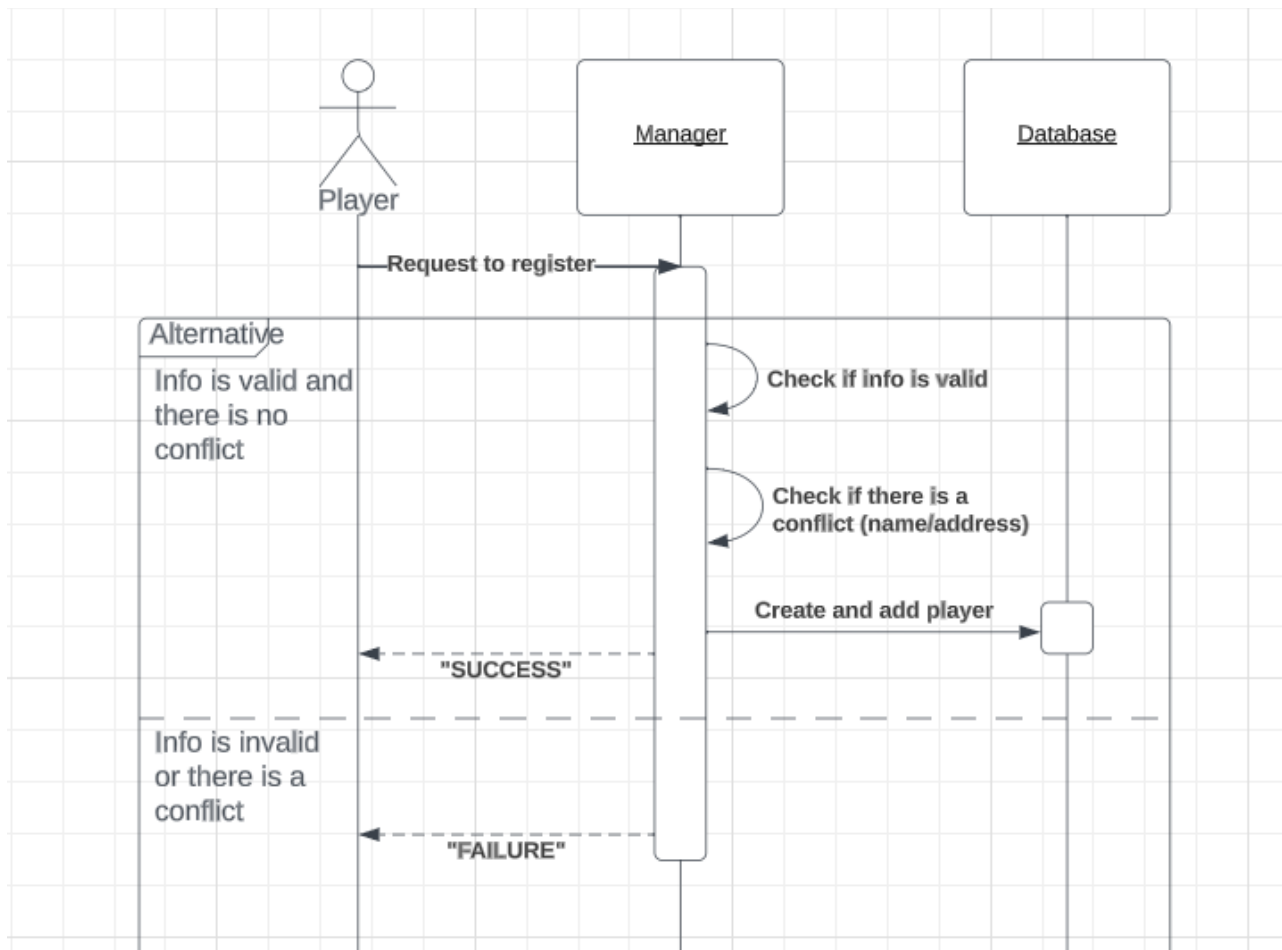 Player
Manager
Database
Request to register
Alternative
Info is valid and
there is no
conflict
Check if info is valid
Check if there is a
conflict (name/address)
Create and add player
"SUCCESS"
Info is invalid
or there is a
conflict
"FAILURE"